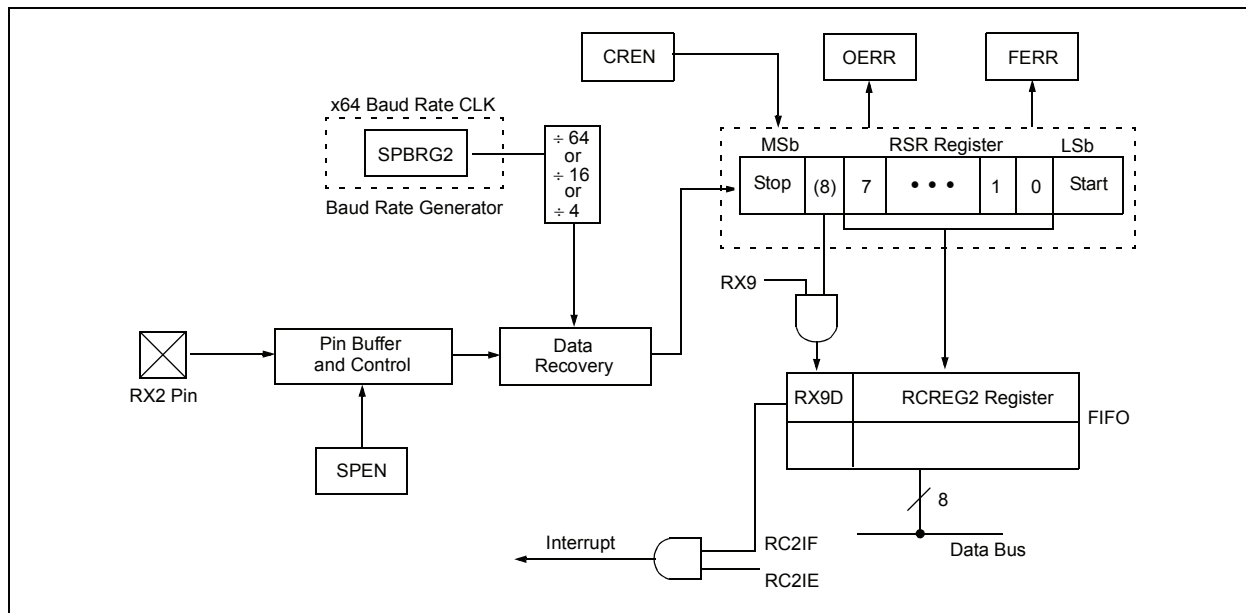 CREN
OERR
FERR
x64 Baud Rate CLK
SPBRG2
Baud Rate Generator
÷ 64
or
÷ 16
or
÷ 4
MSb
RSR Register
LSb
Stop
(8)
7
• • •
1
0
Start
RX9
RX2 Pin
Pin Buffer
and Control
Data
Recovery
SPEN
RX9D
RCREG2 Register
FIFO
8
Data Bus
Interrupt
RC2IF
RC2IE